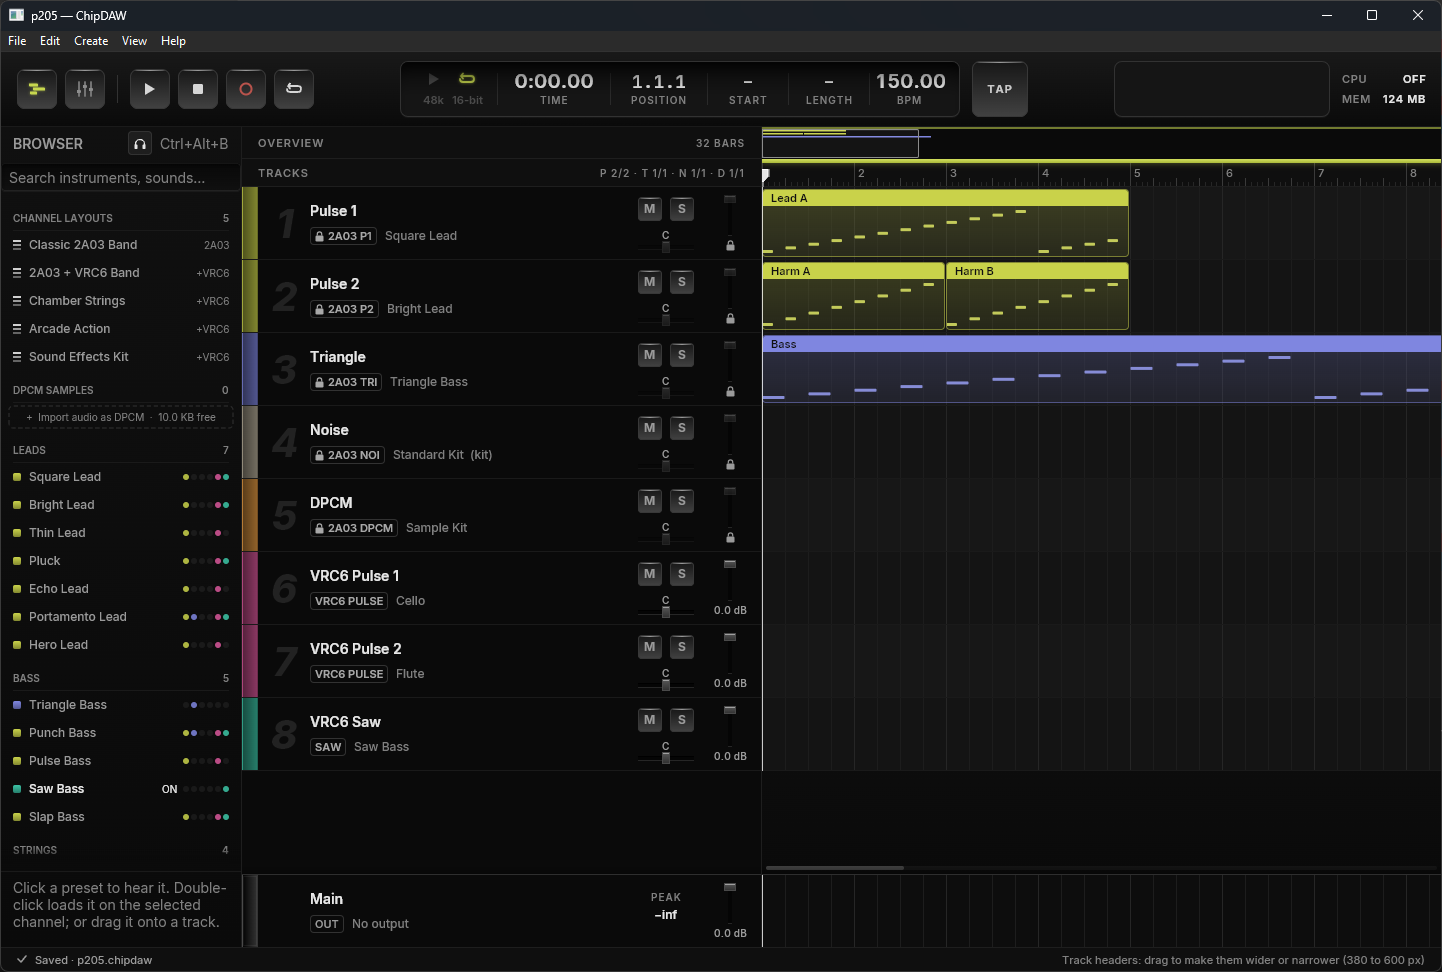 p205 — ChipDAW
File Edit Create View Help
48k 16-bit
0:00.00 TIME
1.1.1 POSITION
– START
– LENGTH
150.00 BPM
TAP
CPU OFF
MEM 124 MB
BROWSER Ctrl+Alt+B
Search instruments, sounds...
CHANNEL LAYOUTS 5
Classic 2A03 Band 2A03
2A03 + VRC6 Band +VRC6
Chamber Strings +VRC6
Arcade Action +VRC6
Sound Effects Kit +VRC6
DPCM SAMPLES 0
+ Import audio as DPCM · 10.0 KB free
LEADS 7
Square Lead
Bright Lead
Thin Lead
Pluck
Echo Lead
Portamento Lead
Hero Lead
BASS 5
Triangle Bass
Punch Bass
Pulse Bass
Saw Bass ON
Slap Bass
STRINGS 4
Click a preset to hear it. Double-
click loads it on the selected
channel; or drag it onto a track.
OVERVIEW 32 BARS
TRACKS P 2/2 · T 1/1 · N 1/1 · D 1/1
1 Pulse 1 M S
2A03 P1 Square Lead C
2 Pulse 2 M S
2A03 P2 Bright Lead C
3 Triangle M S
2A03 TRI Triangle Bass C
4 Noise M S
2A03 NOI Standard Kit (kit) C
5 DPCM M S
2A03 DPCM Sample Kit C
6 VRC6 Pulse 1 M S
VRC6 PULSE Cello C 0.0 dB
7 VRC6 Pulse 2 M S
VRC6 PULSE Flute C 0.0 dB
8 VRC6 Saw M S
SAW Saw Bass C 0.0 dB
2 3 4 5 6 7 8
Lead A
Harm A Harm B
Bass
Main PEAK
OUT No output –inf 0.0 dB
Saved · p205.chipdaw
Track headers: drag to make them wider or narrower (380 to 600 px)